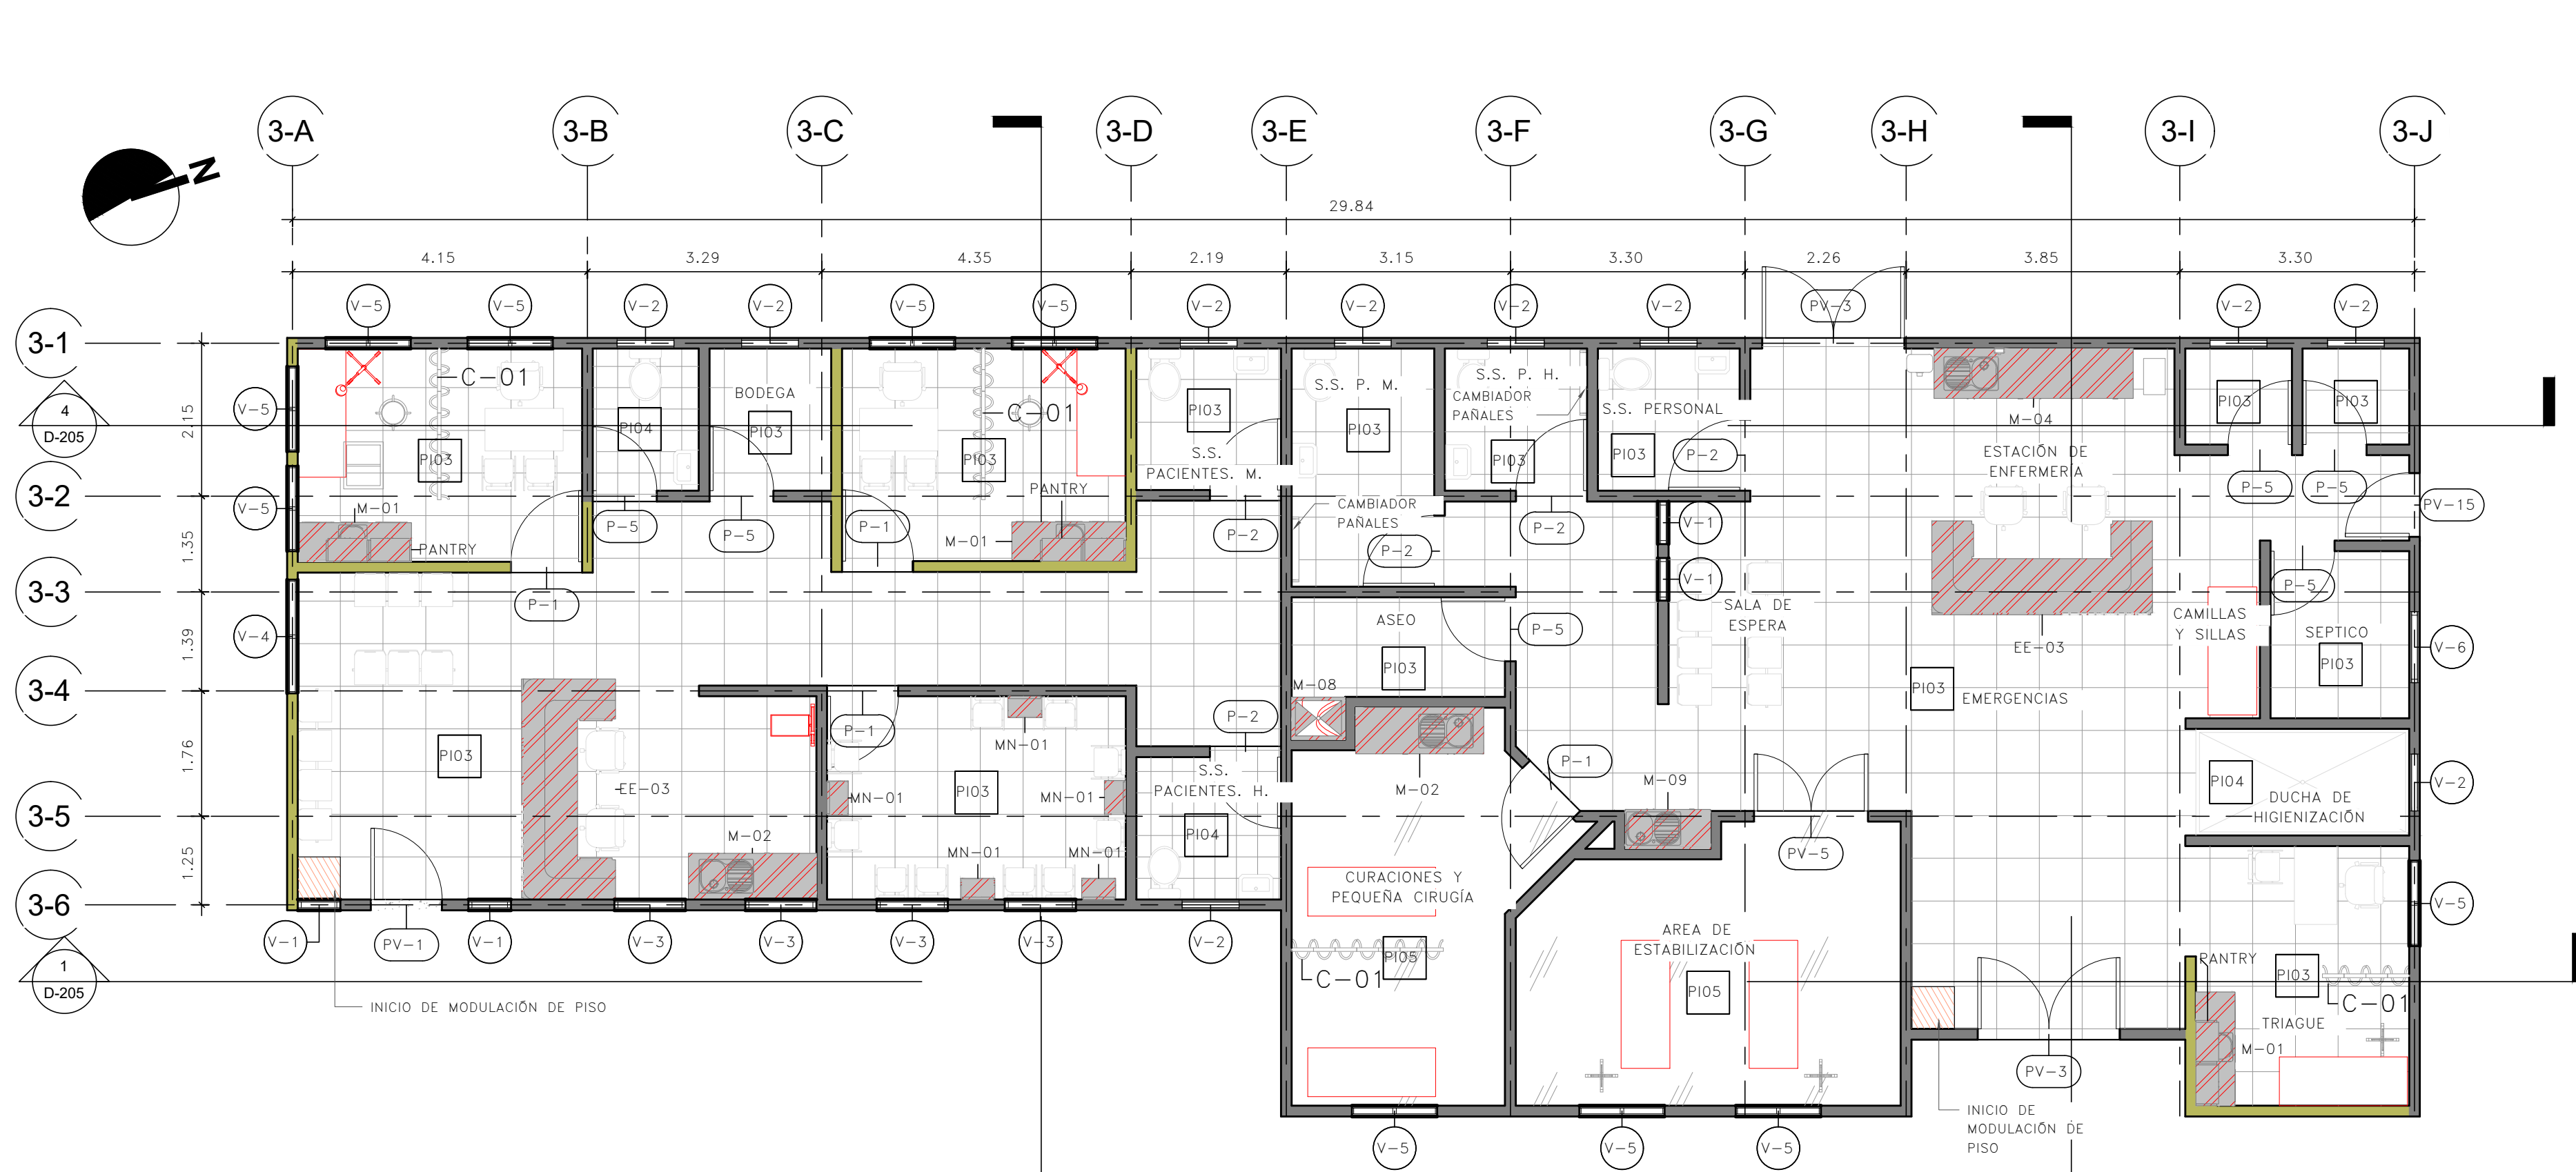 3-A
3-B
3-C
3-D
3-E
3-F
3-G
3-H
3-I
3-J
N
29.84
4.15
3.29
4.35
2.19
3.15
3.30
2.26
3.85
3.30
V-5
V-5
V-2
V-2
V-5
V-5
V-2
V-2
V-2
V-2
PV-3
V-2
V-2
3-1
3-2
3-3
3-4
3-5
3-6
4
D-205
1
D-205
2.15
1.35
1.39
1.76
1.25
V-5
V-5
V-4
C-01
PI03
M-01
PANTRY
P-1
PI04
P-5
BODEGA
PI03
P-5
C-01
PI03
PANTRY
M-01
P-1
PI03
S.S.
PACIENTES. M.
P-2
S.S. P. M.
PI03
CAMBIADOR
PAÑALES
P-2
S.S. P. H.
CAMBIADOR
PAÑALES
PI03
P-2
S.S. PERSONAL
PI03
P-2
V-1
V-1
SALA DE
ESPERA
M-04
ESTACIÓN DE
ENFERMERÍA
EE-03
PI03
EMERGENCIAS
PI03
PI03
P-5
P-5
PV-15
P-5
CAMILLAS
Y SILLAS
SEPTICO
PI03
V-6
ASEO
PI03
P-5
M-08
M-02
P-1
M-09
PV-5
PI04
DUCHA DE
HIGIENIZACIÓN
V-2
PI03
EE-03
M-02
P-1
MN-01
MN-01
PI03
MN-01
MN-01
MN-01
P-2
S.S.
PACIENTES. H.
PI04
CURACIONES Y
PEQUEÑA CIRUGÍA
PI05
C-01
AREA DE
ESTABILIZACIÓN
PI05
PANTRY
PI03
C-01
TRIAGUE
M-01
V-5
V-1
PV-1
V-1
V-3
V-3
V-3
V-3
V-2
INICIO DE MODULACIÓN DE PISO
PV-3
V-5
V-5
V-5
INICIO DE
MODULACIÓN DE
PISO